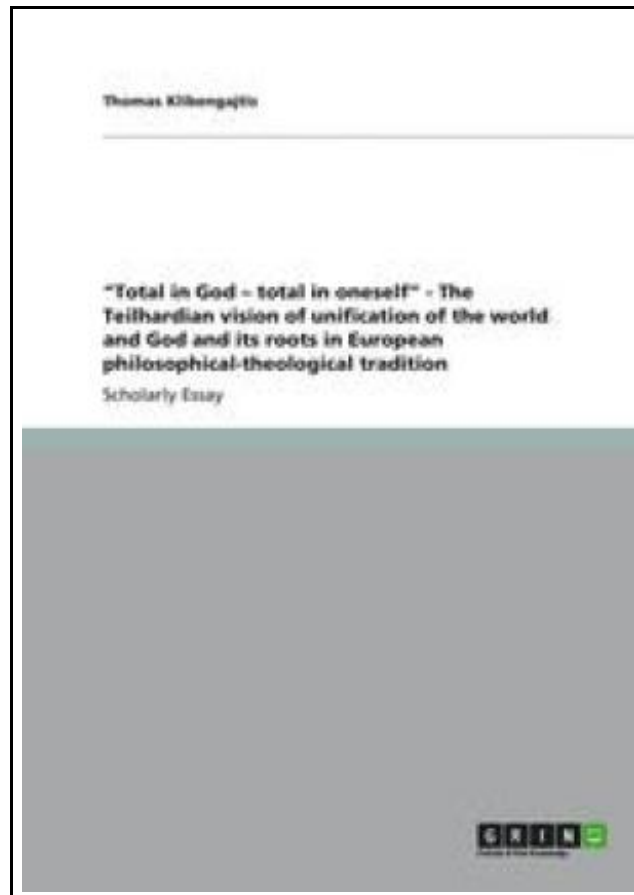 Thomas Klibengajtis
“Total in God – total in oneself” - The
Teilhardian vision of unification of the world
and God and its roots in European
philosophical-theological tradition
Scholarly Essay
GRIN